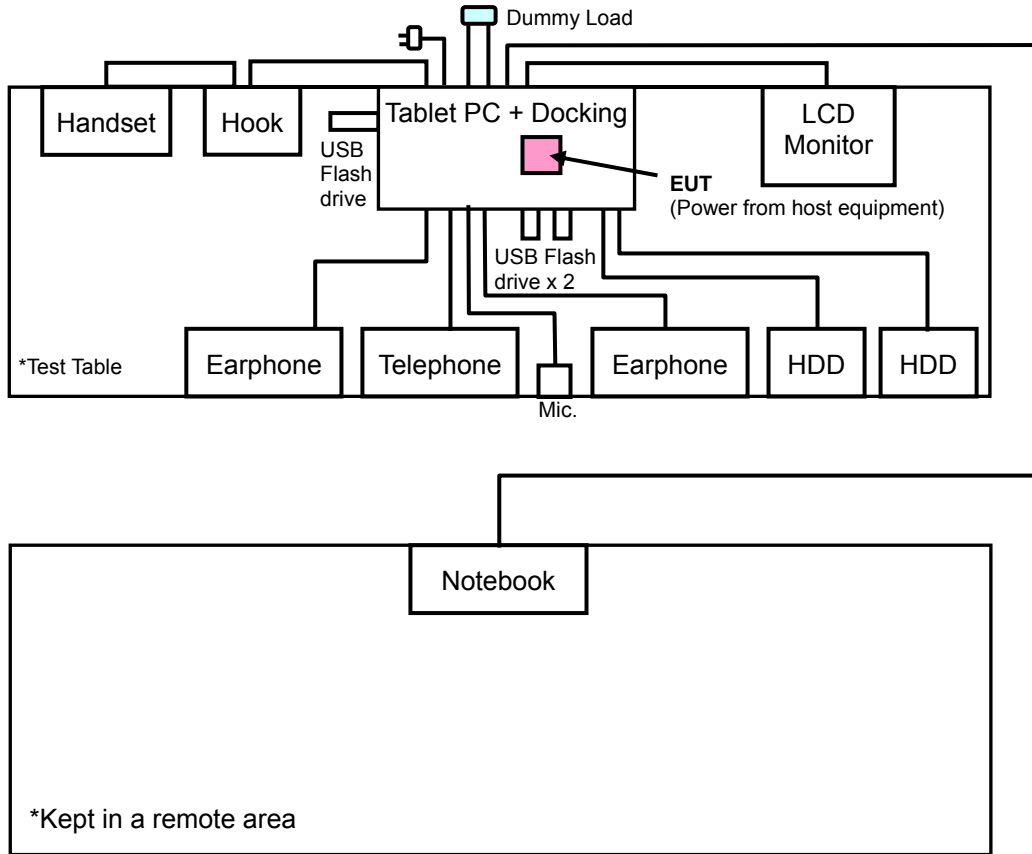 Dummy Load
Handset
Hook
Tablet PC + Docking
LCD
Monitor
USB
Flash
drive
EUT
(Power from host equipment)
USB Flash
drive x 2
*Test Table
Earphone
Telephone
Mic.
Earphone
HDD
HDD
Notebook
*Kept in a remote area